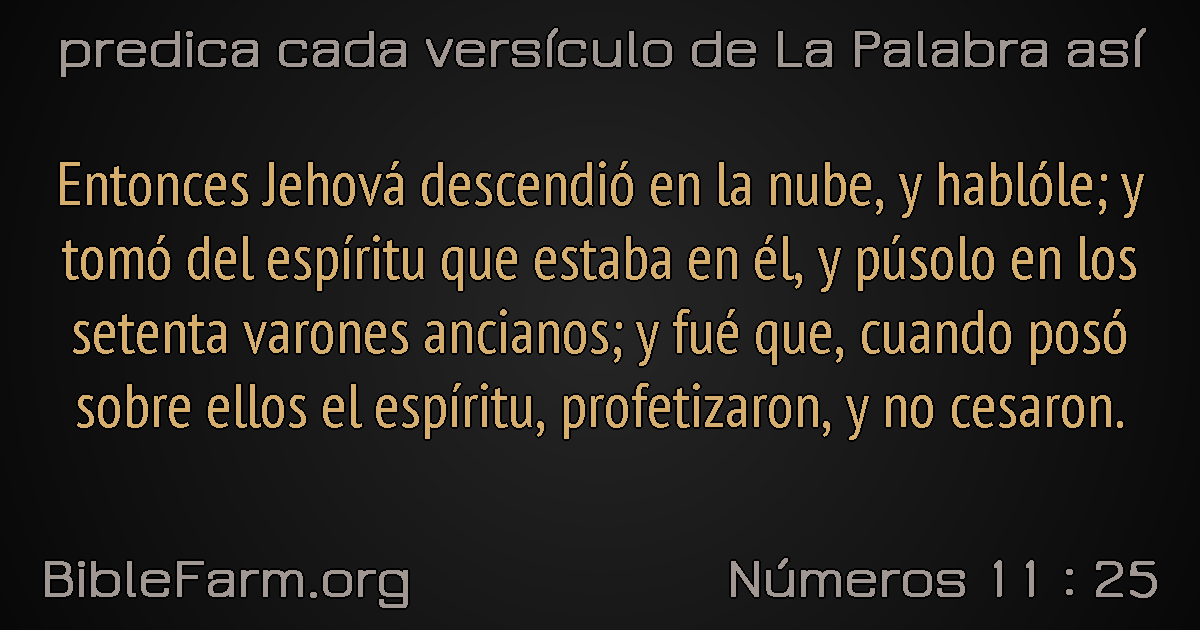 predica cada versículo de La Palabra así
Entonces Jehová descendió en la nube, y hablóle; y
tomó del espíritu que estaba en él, y púsolo en los
setenta varones ancianos; y fué que, cuando posó
sobre ellos el espíritu, profetizaron, y no cesaron.
BibleFarm.org
Números 11 : 25